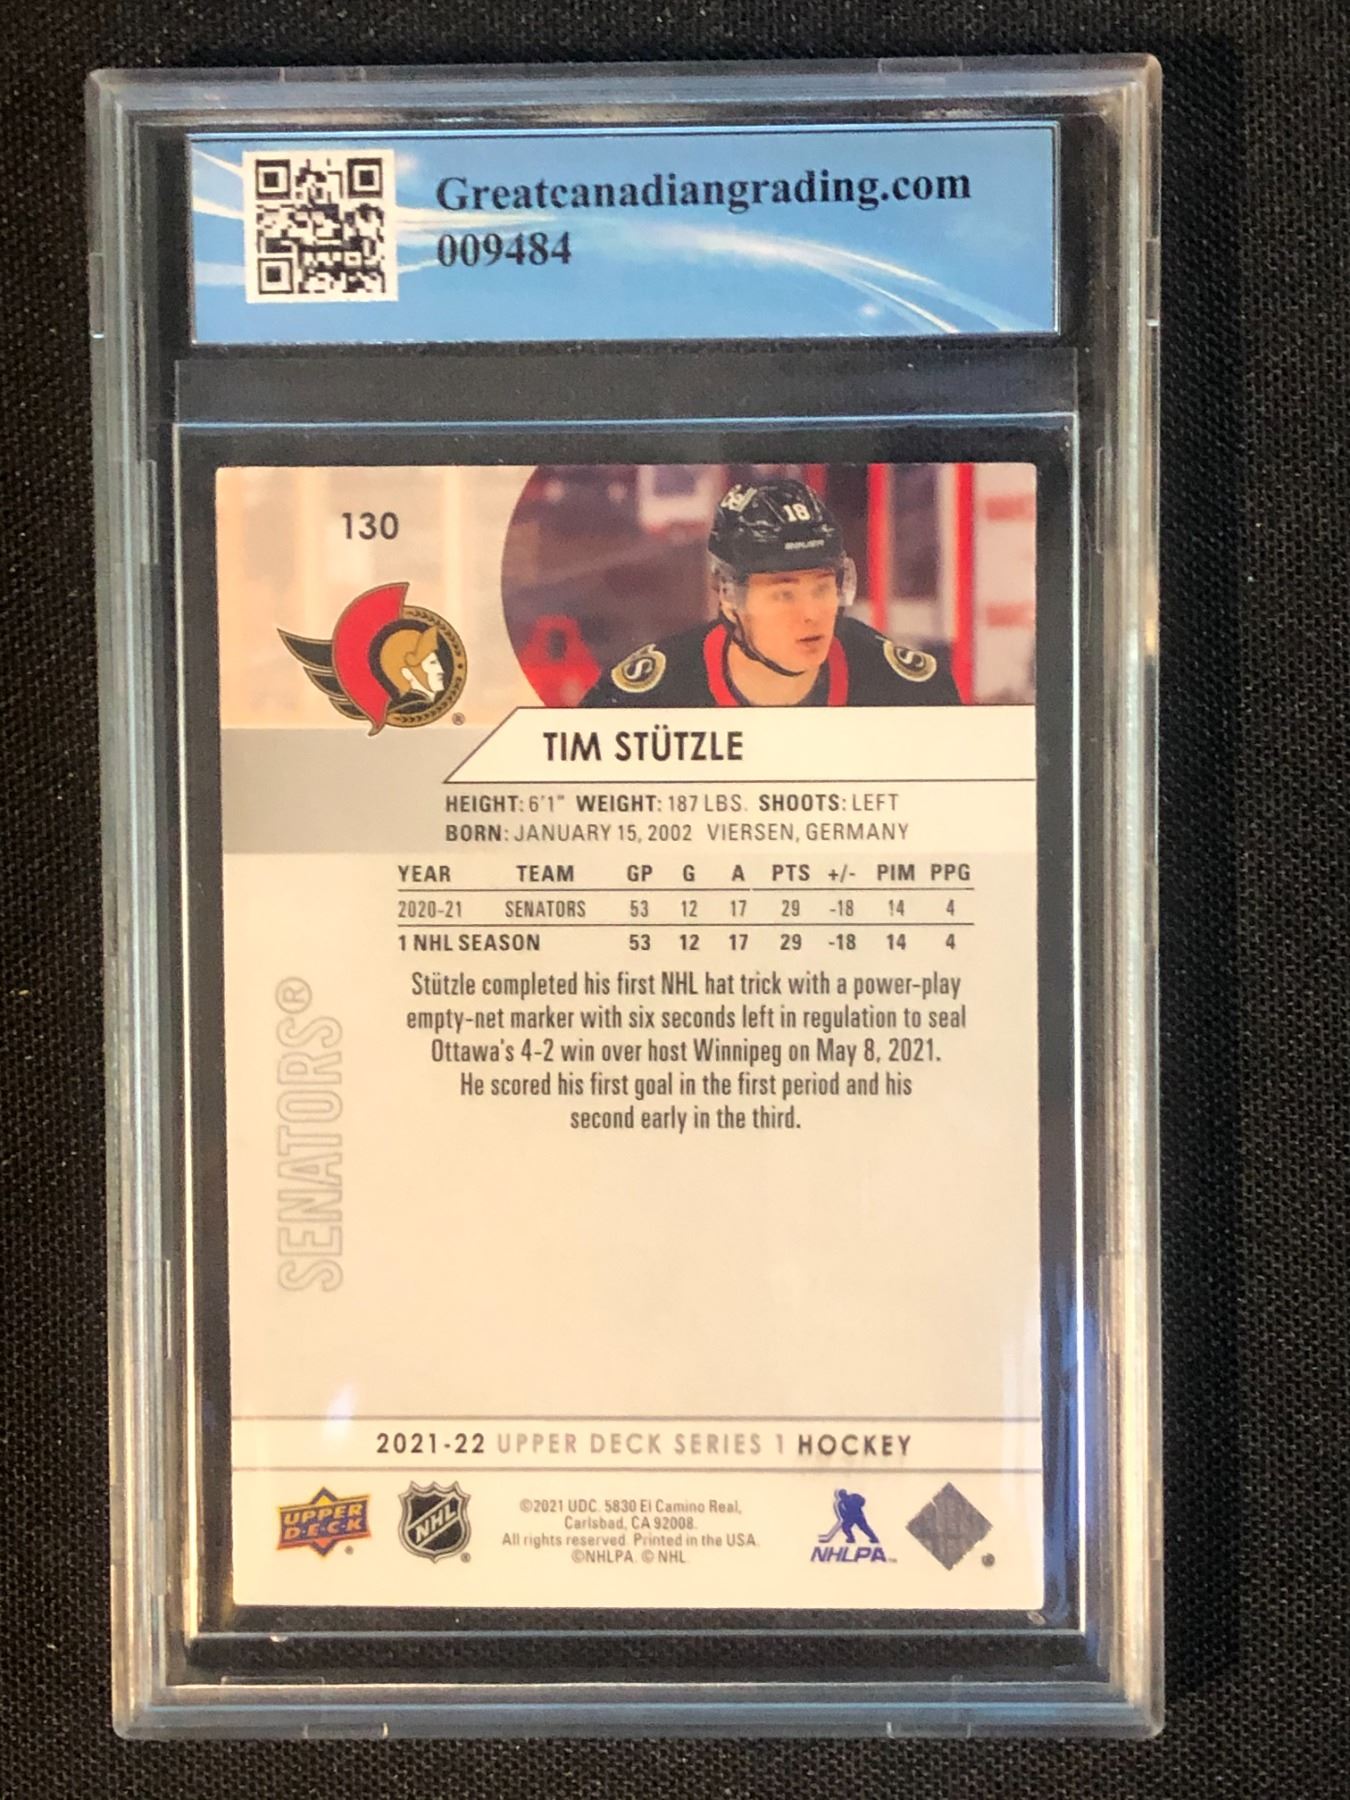 Greatcanadiangrading.com
009484
130
18
BAUER
TIM STÜTZLE
HEIGHT: 6'1" WEIGHT: 187 LBS. SHOOTS: LEFT
BORN: JANUARY 15, 2002 VIERSEN, GERMANY
YEAR TEAM GP G A PTS +/- PIM PPG
2020-21 SENATORS 53 12 17 29 -18 14 4
1 NHL SEASON 53 12 17 29 -18 14 4
Stützle completed his first NHL hat trick with a power-play
empty-net marker with six seconds left in regulation to seal
Ottawa's 4-2 win over host Winnipeg on May 8, 2021.
He scored his first goal in the first period and his
second early in the third.
SENATORS®
2021-22 UPPER DECK SERIES 1 HOCKEY
UPPER
D·E·C·K
NHL
©2021 UDC. 5830 El Camino Real,
Carlsbad, CA 92008.
All rights reserved. Printed in the USA.
©NHLPA. © NHL.
NHLPA™